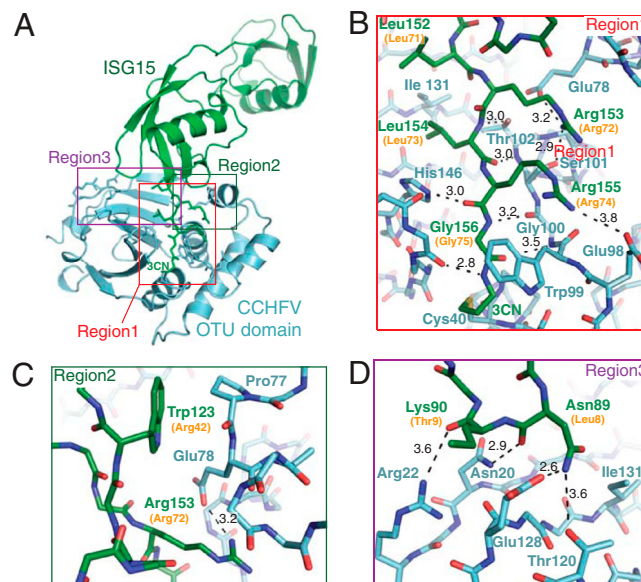 A
ISG15
Region3
Region2
3CN
Region1
CCHFV
OTU domain
B
Region1
Leu152
(Leu71)
Glu78
Ile 131
3.0
3.2
Arg153
(Arg72)
Leu154
(Leu73)
Thr102
2.9
Region1
3.0
Ser101
His146
3.0
Arg155
(Arg74)
3.2
Gly100
3.8
Gly156
(Gly75)
3.5
Glu98
2.8
Trp99
3CN
Cys40
C
Region2
Pro77
Trp123
(Arg42)
Glu78
Arg153
(Arg72)
3.2
D
Region3
Lys90
(Thr9)
Asn89
(Leu8)
3.6
2.9
Arg22
Asn20
2.6
Ile131
3.6
Glu128
Thr120